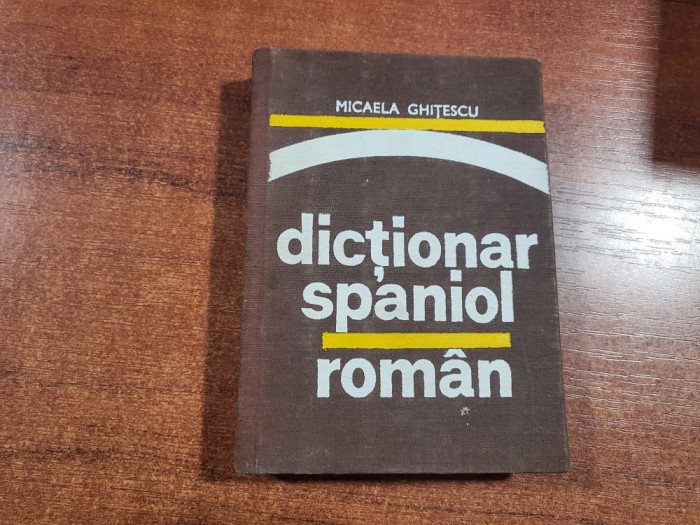 MICAELA GHIȚESCU
dicționar
spaniol
român